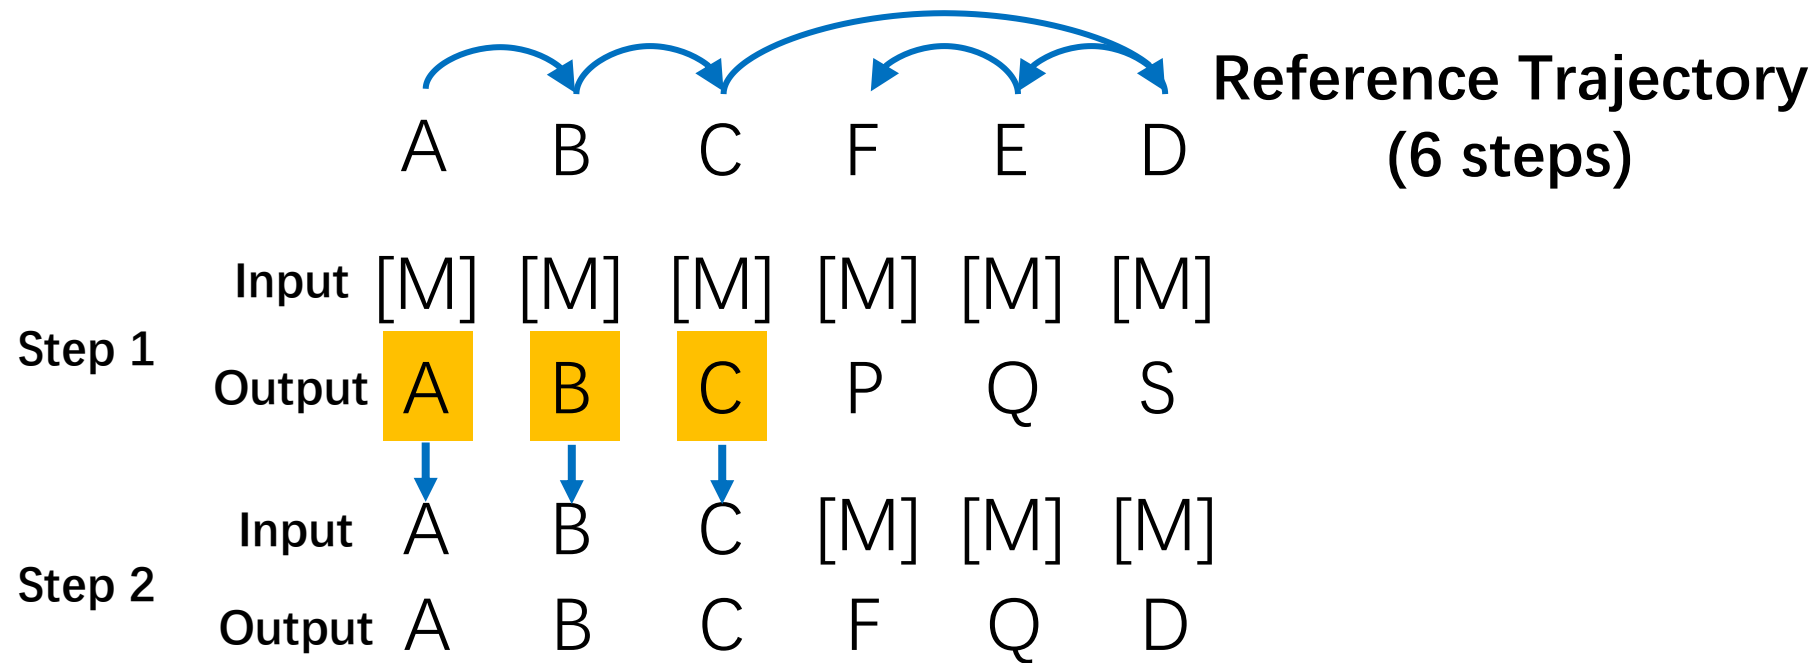 A B C F E D
Reference Trajectory
(6 steps)
Input [M] [M] [M] [M] [M] [M]
Step 1
Output A B C P Q S
Input A B C [M] [M] [M]
Step 2
Output A B C F Q D